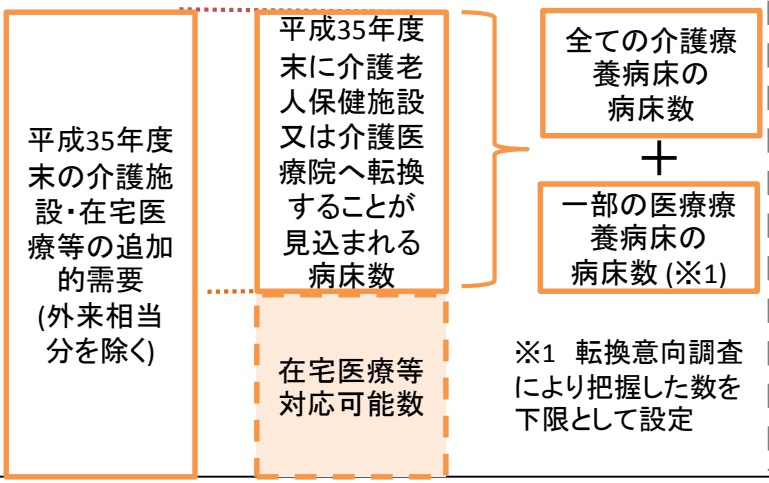 平成35年度
末の介護施
設・在宅医
療等の追加
的需要
(外来相当
分を除く)
平成35年度
末に介護老
人保健施設
又は介護医
療院へ転換
することが
見込まれる
病床数
在宅医療等
対応可能数
全ての介護療
養病床の
病床数
＋
一部の医療療
養病床の
病床数 (※1)
※1　転換意向調査
により把握した数を
下限として設定